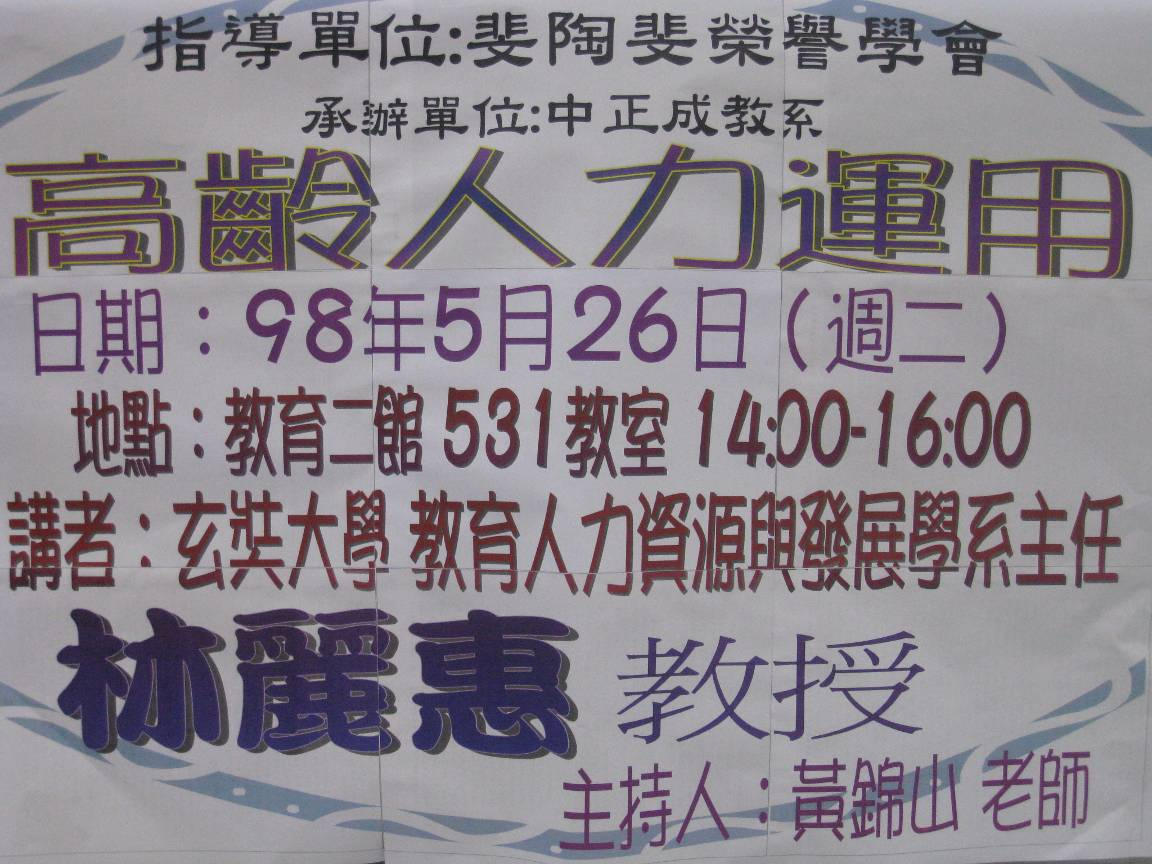 指導單位:斐陶斐榮譽學會
承辦單位:中正成教系
高齡人力運用
日期：98年5月26日（週二）
地點：教育二館 531教室 14:00-16:00
講者：玄奘大學 教育人力資源與發展學系主任
林麗惠 教授
主持人：黃錦山 老師